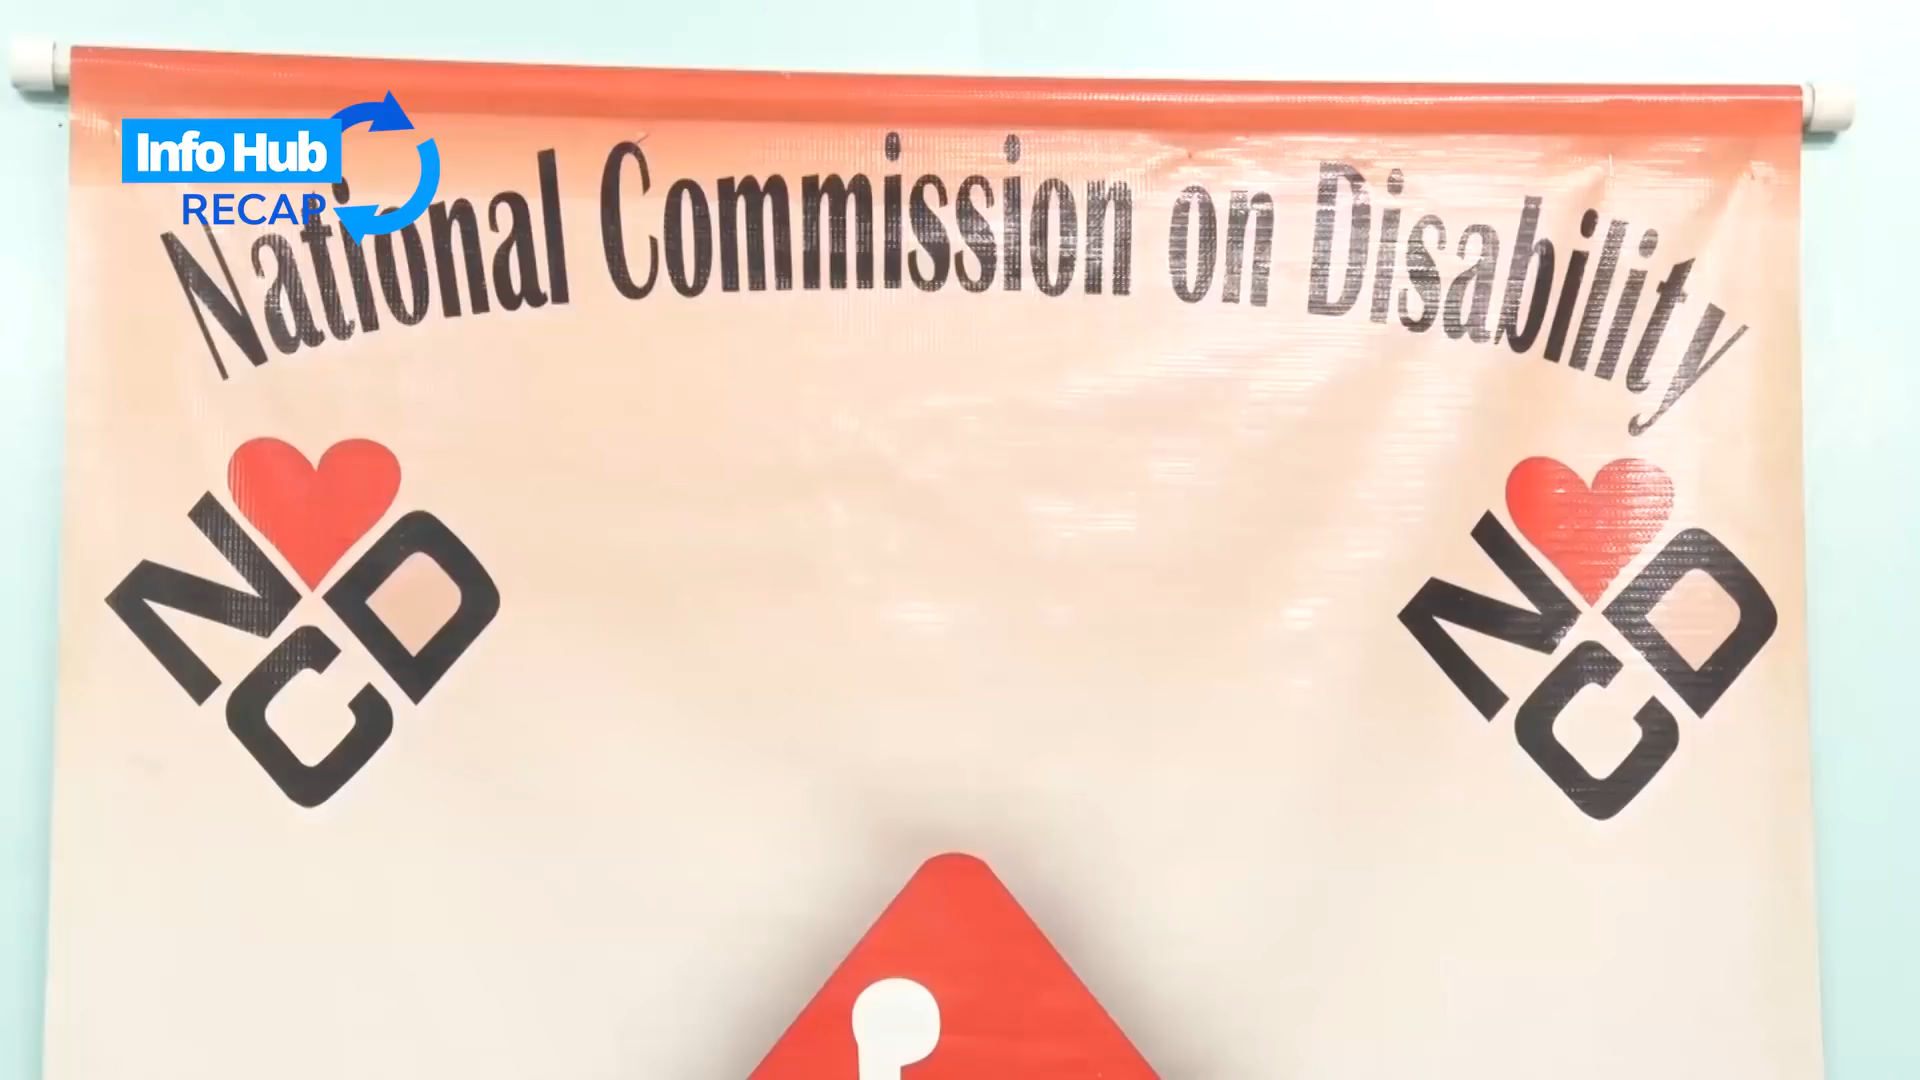 Info Hub
RECAP
National Commission on Disability
NCD
NCD